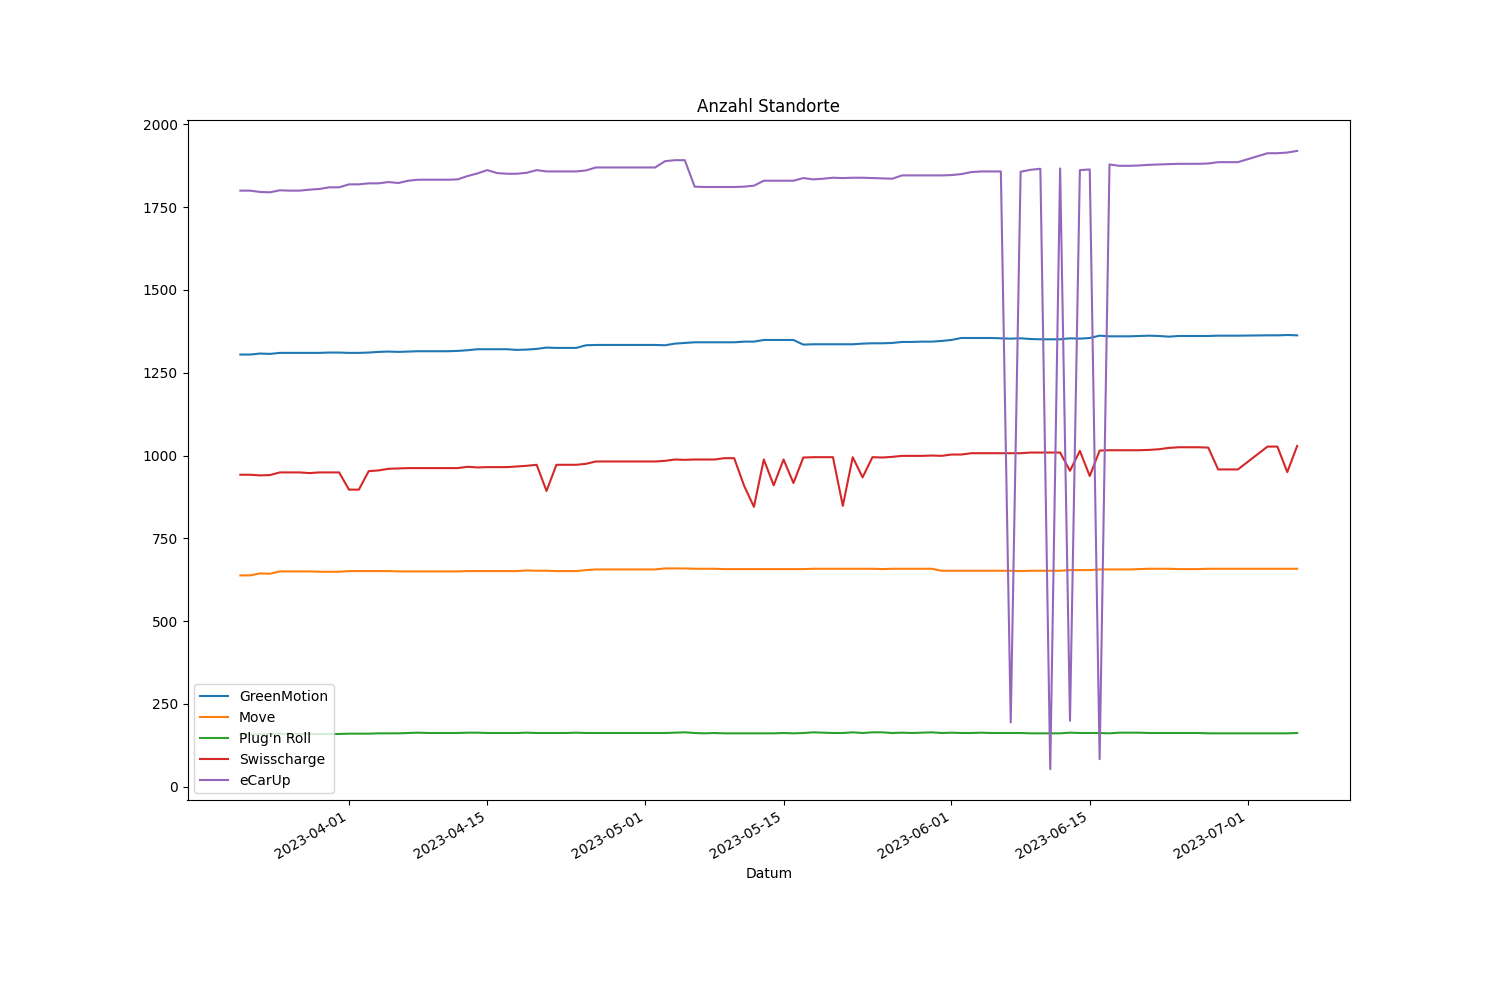 Anzahl Standorte
2000
1750
1500
1250
1000
750
500
250
0
GreenMotion
Move
Plug'n Roll
Swisscharge
eCarUp
2023-04-01
2023-04-15
2023-05-01
2023-05-15
2023-06-01
2023-06-15
2023-07-01
Datum